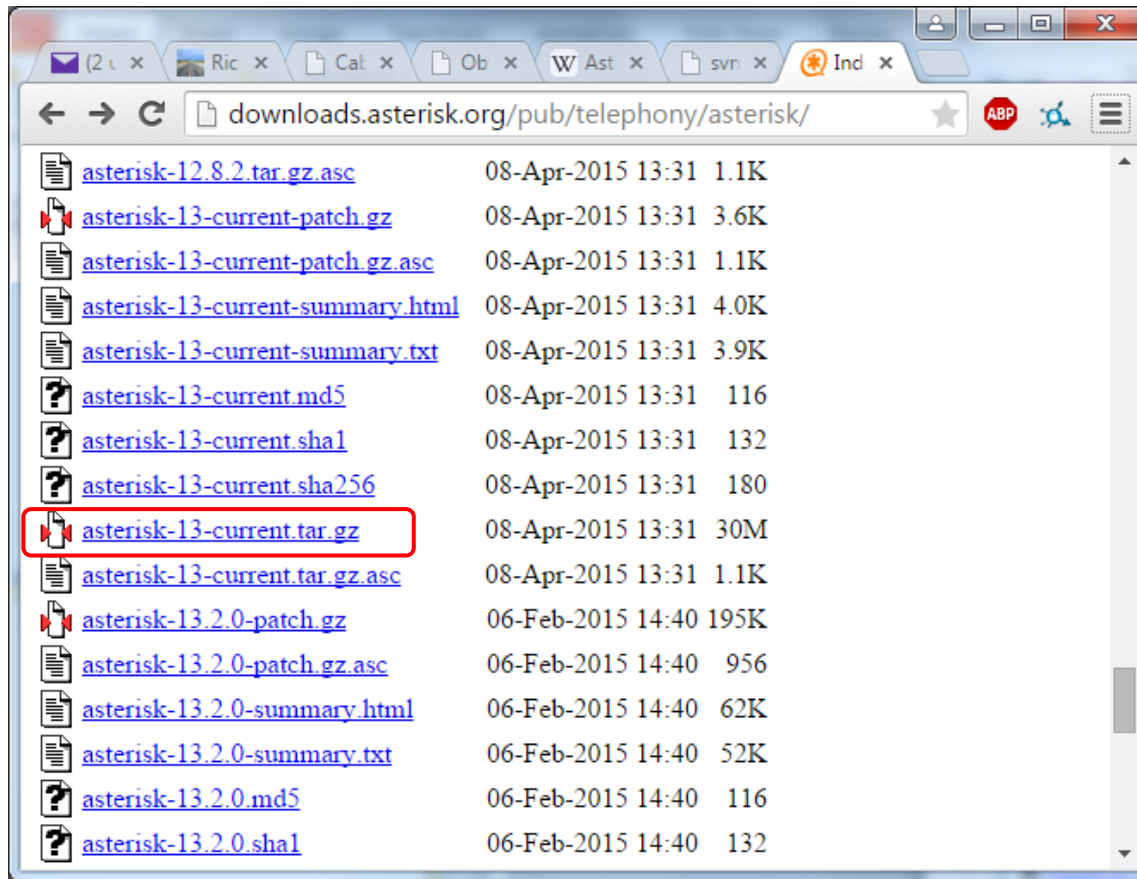 (2 u Ric Cab Ob Ast svn Ind
downloads.asterisk.org/pub/telephony/asterisk/ ABP
asterisk-12.8.2.tar.gz.asc 08-Apr-2015 13:31 1.1K
asterisk-13-current-patch.gz 08-Apr-2015 13:31 3.6K
asterisk-13-current-patch.gz.asc 08-Apr-2015 13:31 1.1K
asterisk-13-current-summary.html 08-Apr-2015 13:31 4.0K
asterisk-13-current-summary.txt 08-Apr-2015 13:31 3.9K
asterisk-13-current.md5 08-Apr-2015 13:31 116
asterisk-13-current.sha1 08-Apr-2015 13:31 132
asterisk-13-current.sha256 08-Apr-2015 13:31 180
asterisk-13-current.tar.gz 08-Apr-2015 13:31 30M
asterisk-13-current.tar.gz.asc 08-Apr-2015 13:31 1.1K
asterisk-13.2.0-patch.gz 06-Feb-2015 14:40 195K
asterisk-13.2.0-patch.gz.asc 06-Feb-2015 14:40 956
asterisk-13.2.0-summary.html 06-Feb-2015 14:40 62K
asterisk-13.2.0-summary.txt 06-Feb-2015 14:40 52K
asterisk-13.2.0.md5 06-Feb-2015 14:40 116
asterisk-13.2.0.sha1 06-Feb-2015 14:40 132